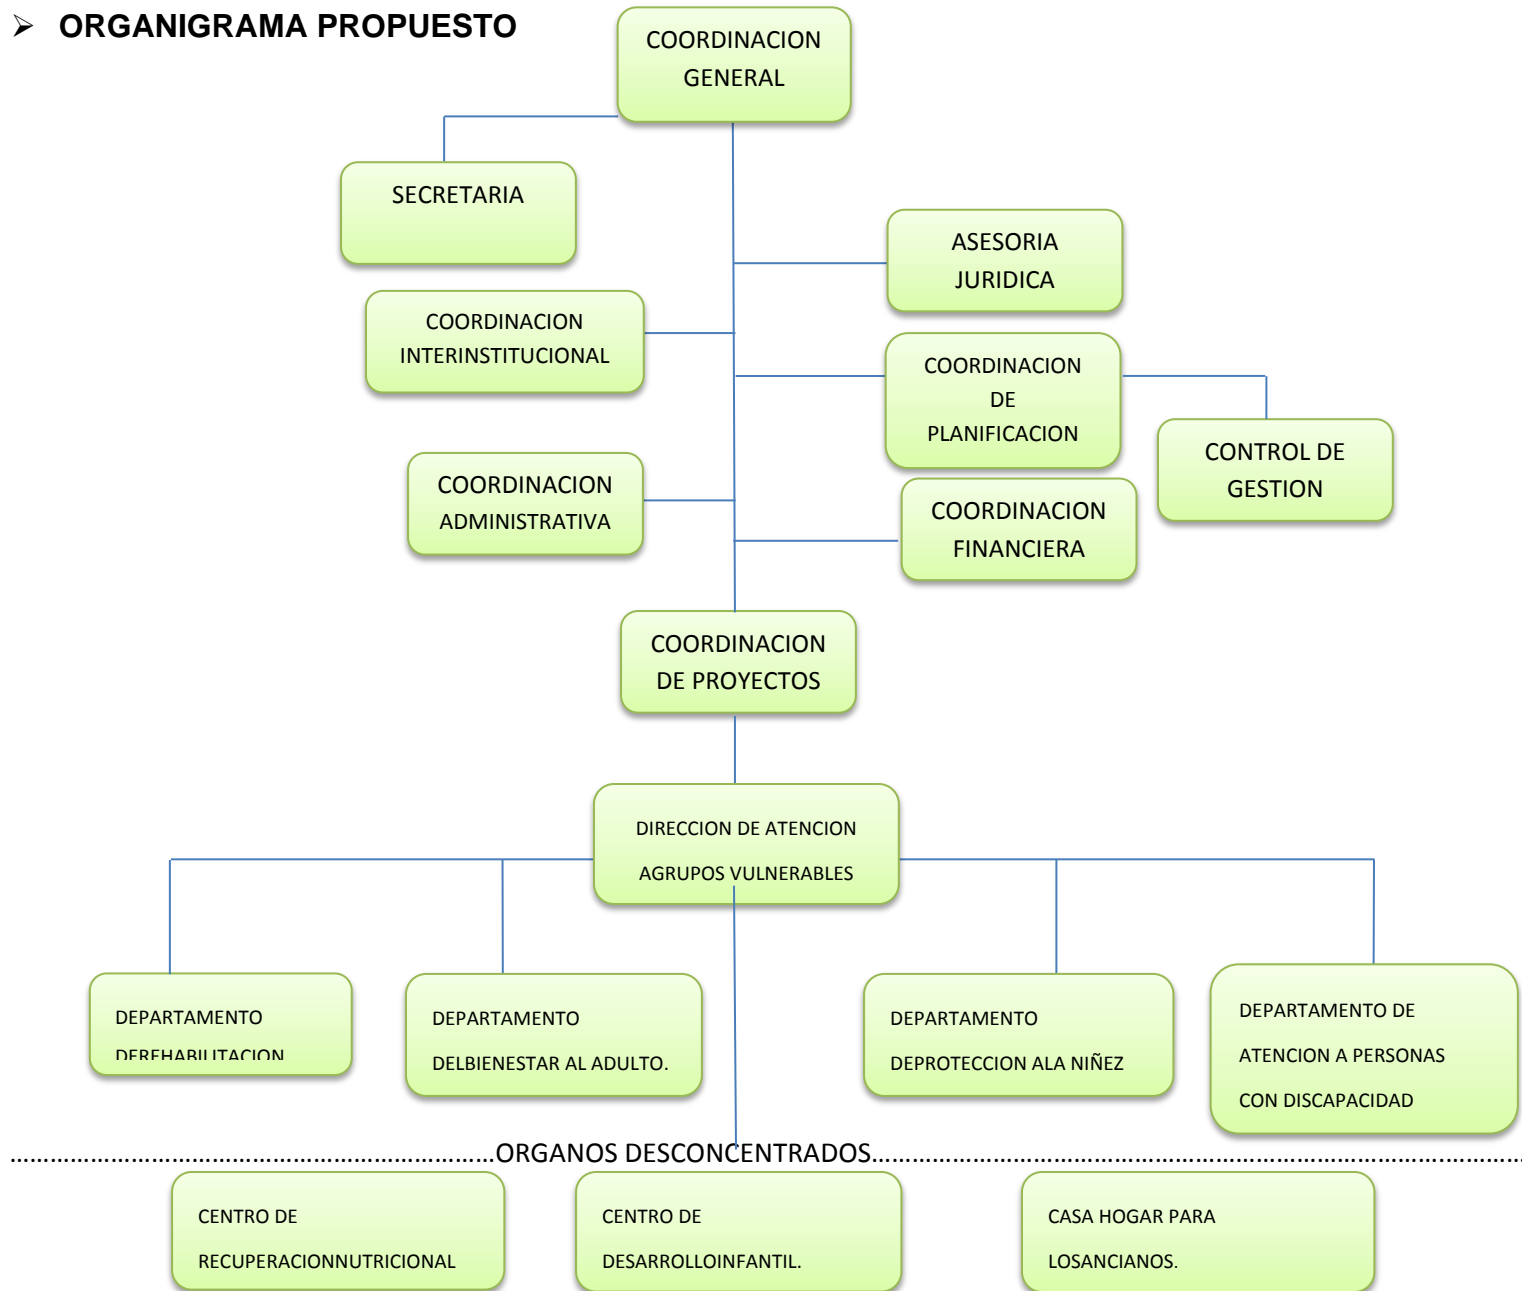 ➢ ORGANIGRAMA PROPUESTO
COORDINACION
GENERAL
SECRETARIA
ASESORIA
JURIDICA
COORDINACION
INTERINSTITUCIONAL
COORDINACION
DE
PLANIFICACION
CONTROL DE
GESTION
COORDINACION
ADMINISTRATIVA
COORDINACION
FINANCIERA
COORDINACION
DE PROYECTOS
DIRECCION DE ATENCION
AGRUPOS VULNERABLES
DEPARTAMENTO
DEREHABILITACION
DEPARTAMENTO
DELBIENESTAR AL ADULTO.
DEPARTAMENTO
DEPROTECCION ALA NIÑEZ
DEPARTAMENTO DE
ATENCION A PERSONAS
CON DISCAPACIDAD
........................................................................ORGANOS DESCONCENTRADOS.................................................................................................
CENTRO DE
RECUPERACIONNUTRICIONAL
CENTRO DE
DESARROLLOINFANTIL.
CASA HOGAR PARA
LOSANCIANOS.